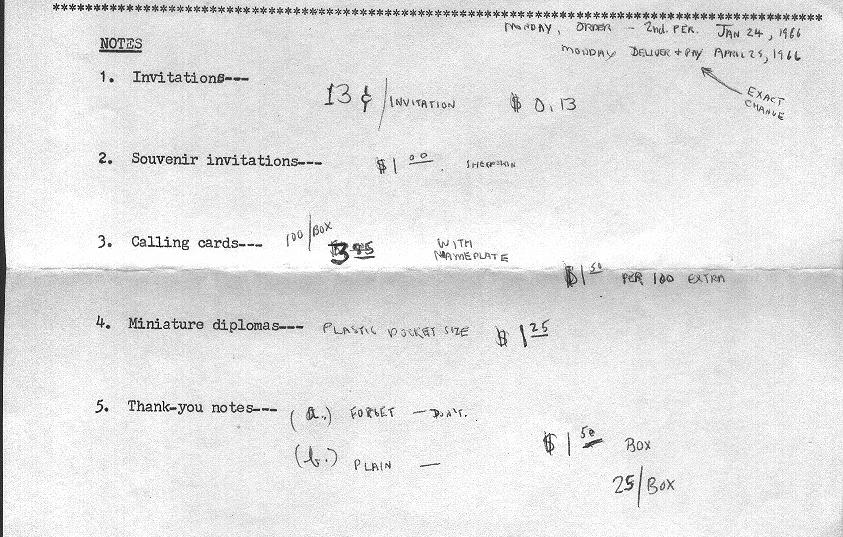 ************************************************************************************
MONDAY, ORDER — 2nd. PER. JAN 24, 1966
NOTES
MONDAY DELIVER + PAY APRIL 25, 1966
EXACT CHANGE
1. Invitations---
13 ¢ / INVITATION $ 0.13
2. Souvenir invitations--- $1 00. SHEEPSKIN
3. Calling cards--- 100/BOX $3 95 WITH NAMEPLATE
$1 50 PER 100 EXTRA
4. Miniature diplomas--- PLASTIC POCKET SIZE $ 1 25
5. Thank-you notes--- (a.) FORGET — DON'T.
$1 50 BOX
(b.) PLAIN —
25/BOX